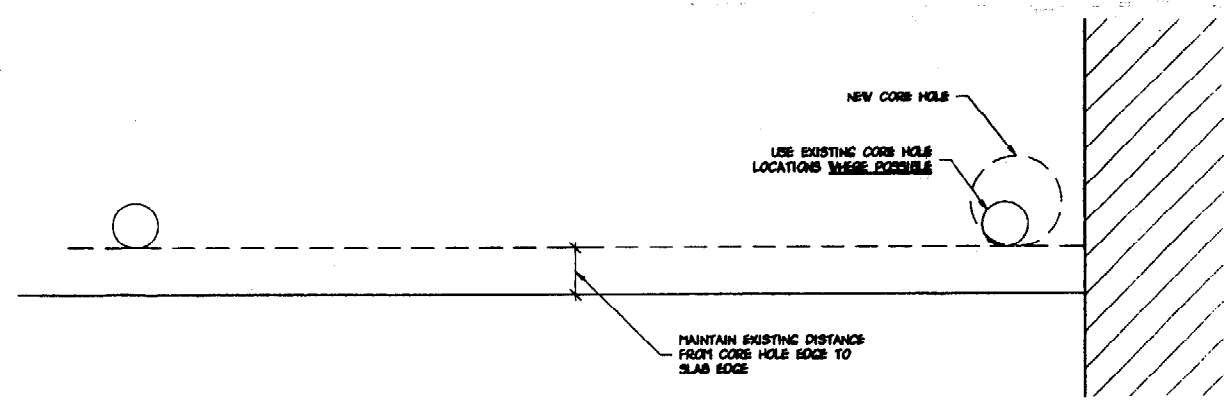 NEW CORE HOLE
USE EXISTING CORE HOLE
LOCATIONS WHERE POSSIBLE
MAINTAIN EXISTING DISTANCE
FROM CORE HOLE EDGE TO
SLAB EDGE